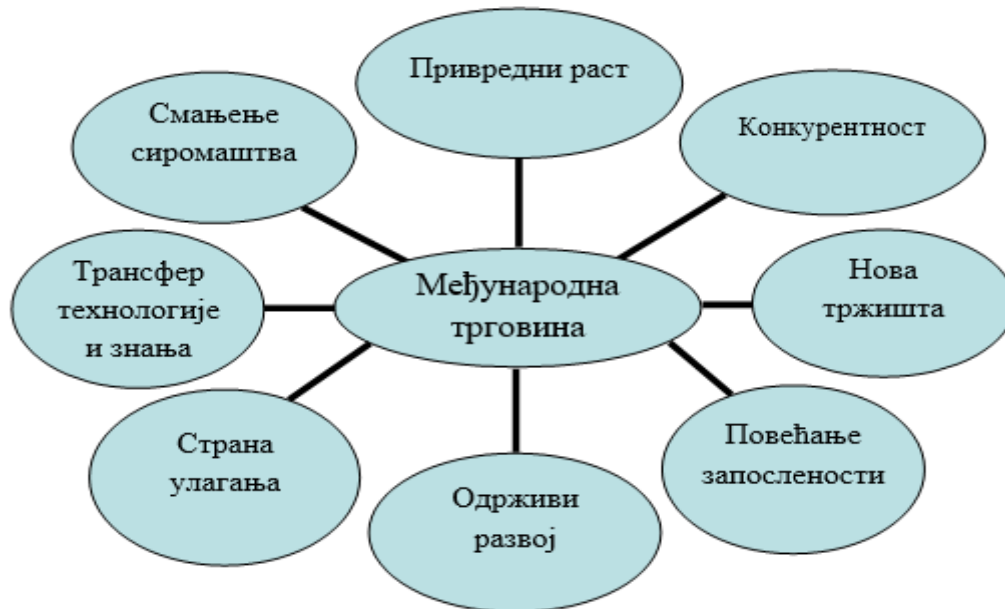 Привредни раст
Смањење
сиромаштва
Конкурентност
Трансфер
технологије
и знања
Међународна
трговина
Нова
тржишта
Страна
улагања
Одрживи
развој
Повећање
запослености